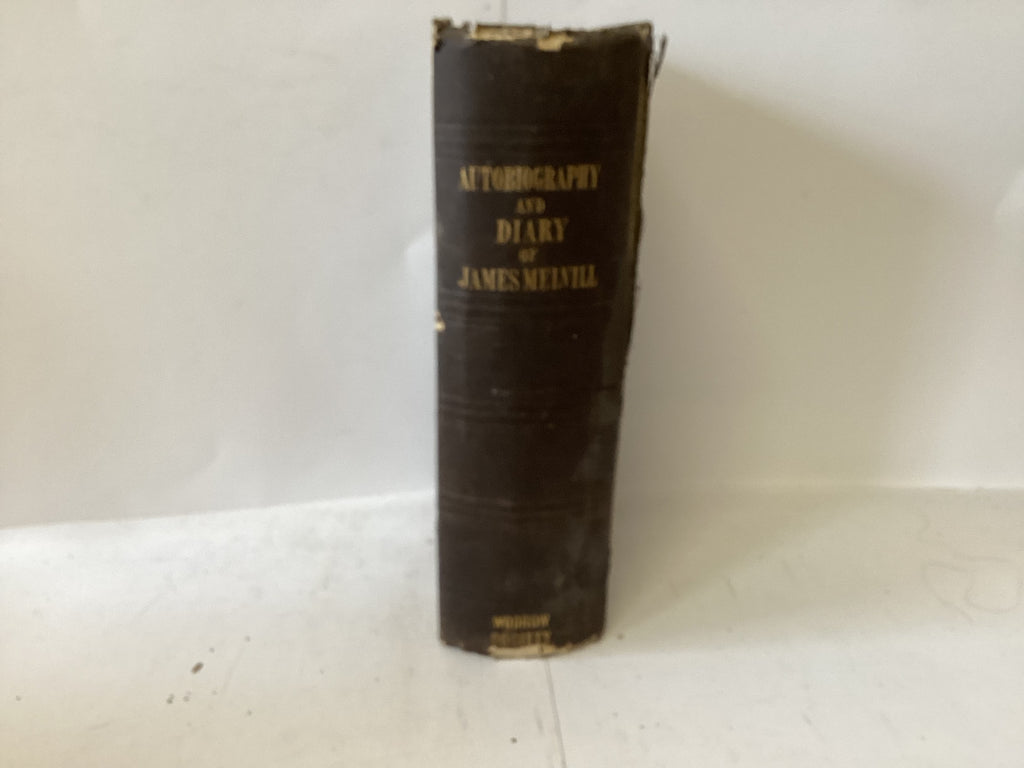 AUTOBIOGRAPHY
AND
DIARY
OF
JAMES MELVILL
WODROW
SOCIETY